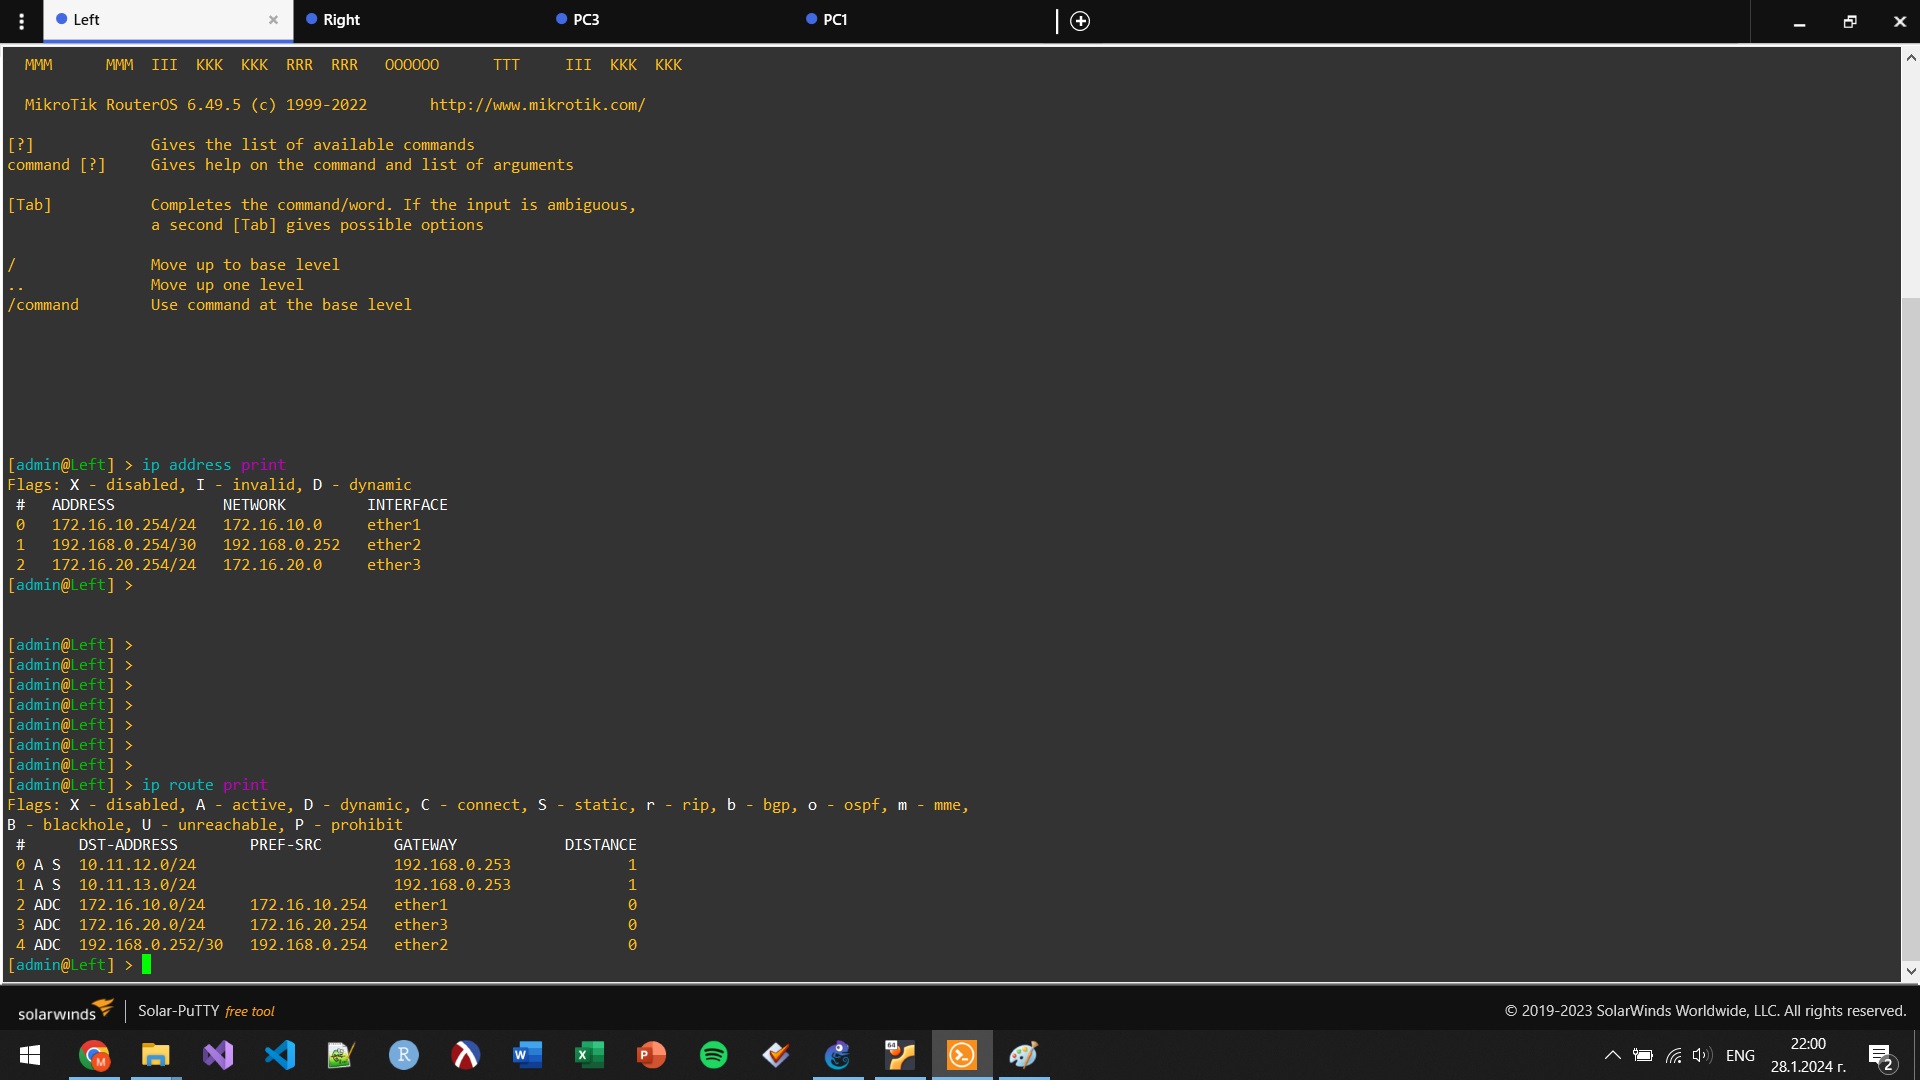 Left
Right
PC3
PC1
MMM      MMM  III  KKK  KKK  RRR  RRR   OOOOOO      TTT     III  KKK  KKK
MikroTik RouterOS 6.49.5 (c) 1999-2022       http://www.mikrotik.com/
[?]             Gives the list of available commands
command [?]     Gives help on the command and list of arguments
[Tab]           Completes the command/word. If the input is ambiguous,
a second [Tab] gives possible options
/               Move up to base level
..              Move up one level
/command        Use command at the base level
[admin@Left] > ip address print
Flags: X - disabled, I - invalid, D - dynamic
#   ADDRESS            NETWORK         INTERFACE
0   172.16.10.254/24   172.16.10.0     ether1
1   192.168.0.254/30   192.168.0.252   ether2
2   172.16.20.254/24   172.16.20.0     ether3
[admin@Left] >
[admin@Left] >
[admin@Left] >
[admin@Left] >
[admin@Left] >
[admin@Left] >
[admin@Left] >
[admin@Left] >
[admin@Left] > ip route print
Flags: X - disabled, A - active, D - dynamic, C - connect, S - static, r - rip, b - bgp, o - ospf, m - mme,
B - blackhole, U - unreachable, P - prohibit
#      DST-ADDRESS        PREF-SRC        GATEWAY            DISTANCE
0 A S  10.11.12.0/24                      192.168.0.253             1
1 A S  10.11.13.0/24                      192.168.0.253             1
2 ADC  172.16.10.0/24     172.16.10.254   ether1                    0
3 ADC  172.16.20.0/24     172.16.20.254   ether3                    0
4 ADC  192.168.0.252/30   192.168.0.254   ether2                    0
[admin@Left] >
solarwinds
Solar-PuTTY free tool
© 2019-2023 SolarWinds Worldwide, LLC. All rights reserved.
ENG
22:00
28.1.2024 г.
2